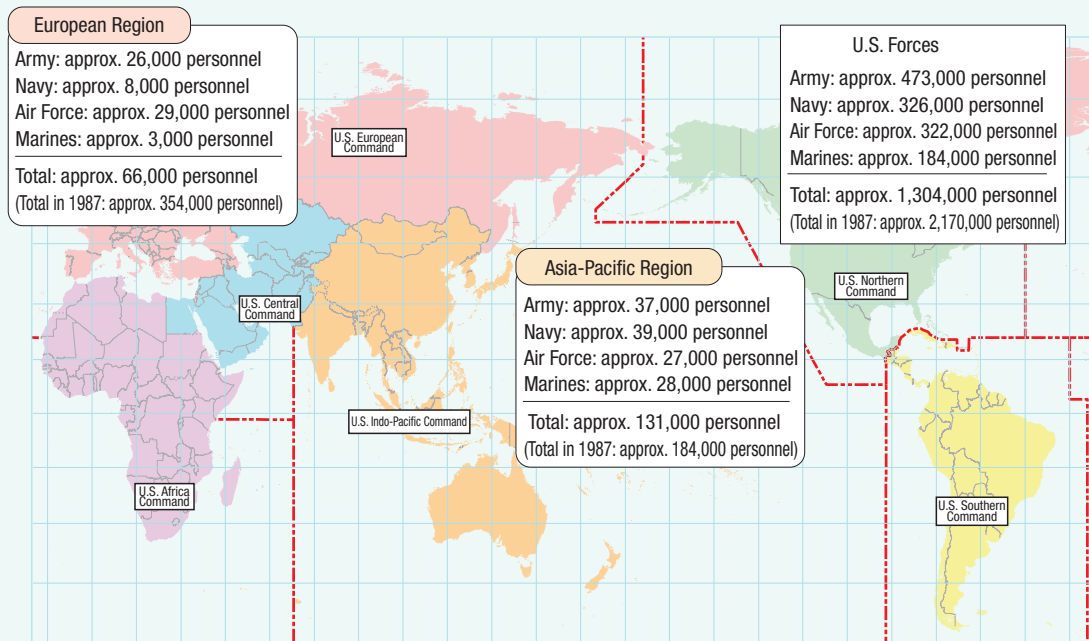 European Region
Army: approx. 26,000 personnel
Navy: approx. 8,000 personnel
Air Force: approx. 29,000 personnel
Marines: approx. 3,000 personnel
Total: approx. 66,000 personnel
(Total in 1987: approx. 354,000 personnel)
U.S. European
Command
U.S. Forces
Army: approx. 473,000 personnel
Navy: approx. 326,000 personnel
Air Force: approx. 322,000 personnel
Marines: approx. 184,000 personnel
Total: approx. 1,304,000 personnel
(Total in 1987: approx. 2,170,000 personnel)
U.S. Central
Command
Asia-Pacific Region
Army: approx. 37,000 personnel
Navy: approx. 39,000 personnel
Air Force: approx. 27,000 personnel
Marines: approx. 28,000 personnel
Total: approx. 131,000 personnel
(Total in 1987: approx. 184,000 personnel)
U.S. Northern
Command
U.S. Indo-Pacific Command
U.S. Africa
Command
U.S. Southern
Command